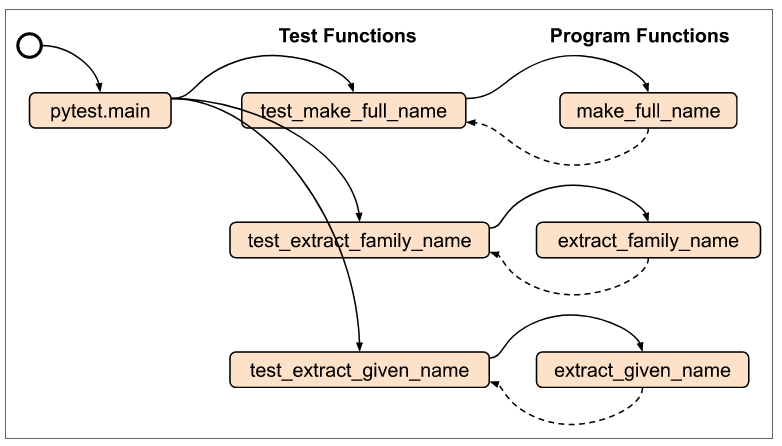 Test Functions
Program Functions
pytest.main
test_make_full_name
make_full_name
test_extract_family_name
extract_family_name
test_extract_given_name
extract_given_name